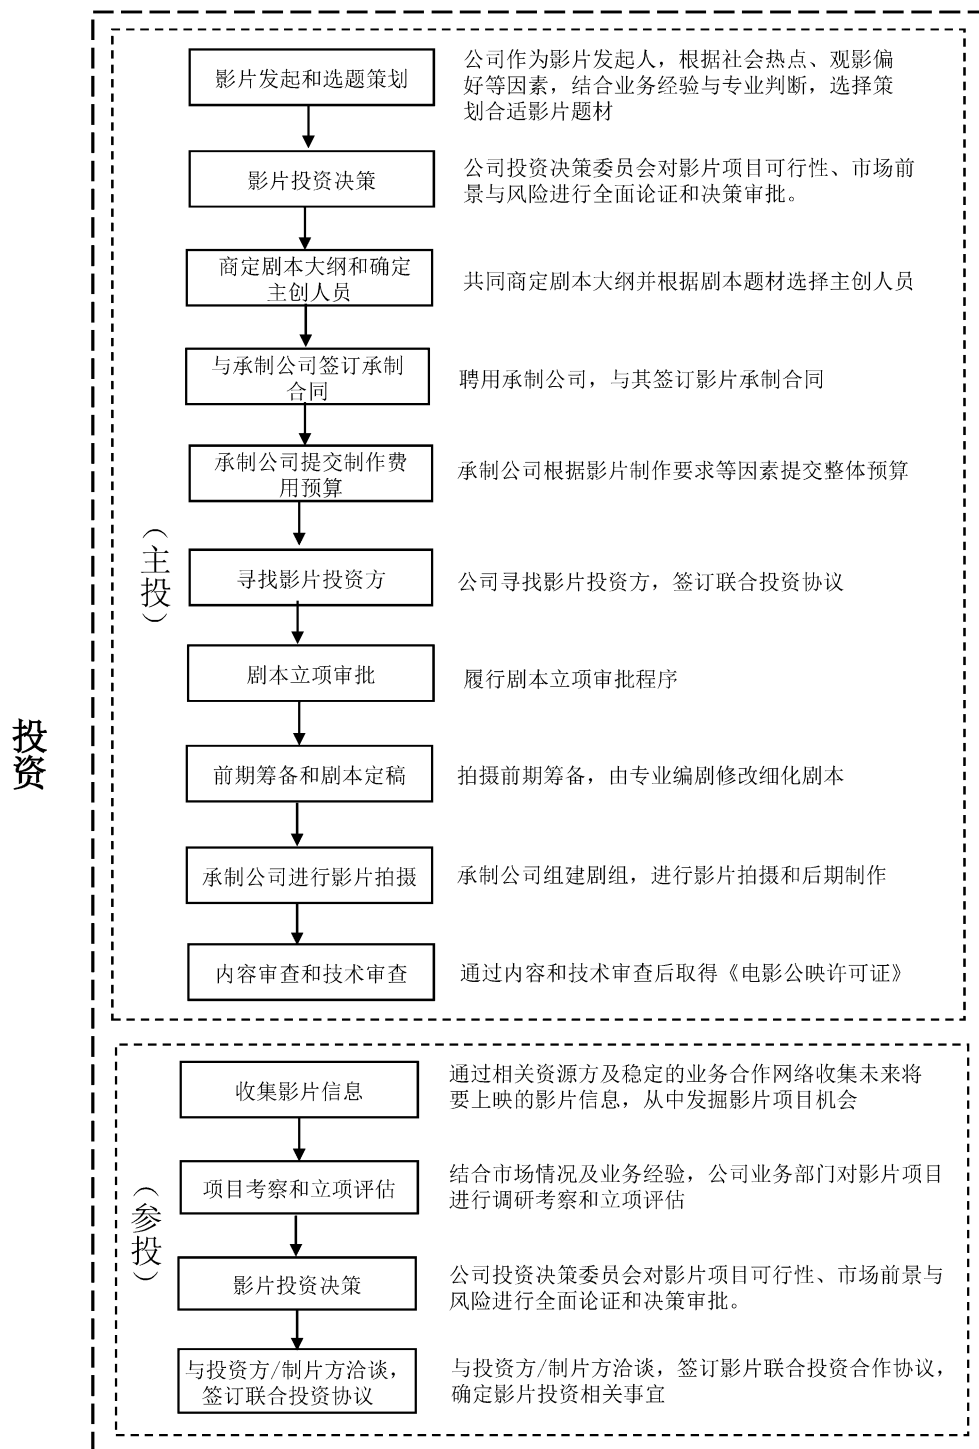 投
资
（主投）
影片发起和选题策划
公司作为影片发起人，根据社会热点、观影偏
好等因素，结合业务经验与专业判断，选择策
划合适影片题材
影片投资决策
公司投资决策委员会对影片项目可行性、市场前
景与风险进行全面论证和决策审批。
商定剧本大纲和确定
主创人员
共同商定剧本大纲并根据剧本题材选择主创人员
与承制公司签订承制
合同
聘用承制公司，与其签订影片承制合同
承制公司提交制作费
用预算
承制公司根据影片制作要求等因素提交整体预算
寻找影片投资方
公司寻找影片投资方，签订联合投资协议
剧本立项审批
履行剧本立项审批程序
前期筹备和剧本定稿
拍摄前期筹备，由专业编剧修改细化剧本
承制公司进行影片拍摄
承制公司组建剧组，进行影片拍摄和后期制作
内容审查和技术审查
通过内容和技术审查后取得《电影公映许可证》
（参投）
收集影片信息
通过相关资源方及稳定的业务合作网络收集未来将
要上映的影片信息，从中发掘影片项目机会
项目考察和立项评估
结合市场情况及业务经验，公司业务部门对影片项目
进行调研考察和立项评估
影片投资决策
公司投资决策委员会对影片项目可行性、市场前景与
风险进行全面论证和决策审批。
与投资方/制片方洽谈，
签订联合投资协议
与投资方/制片方洽谈，签订影片联合投资合作协议，
确定影片投资相关事宜